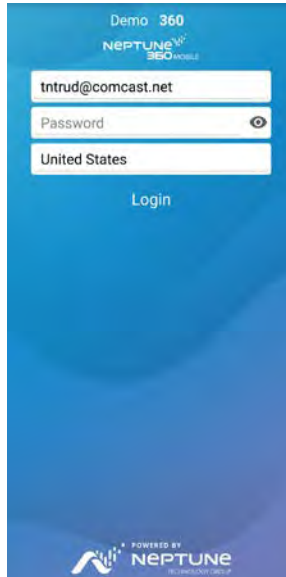 Demo 360
NEPTUNE
360 MOBILE
tntrud@comcast.net
Password
United States
Login
POWERED BY
NEPTUNE
TECHNOLOGY GROUP